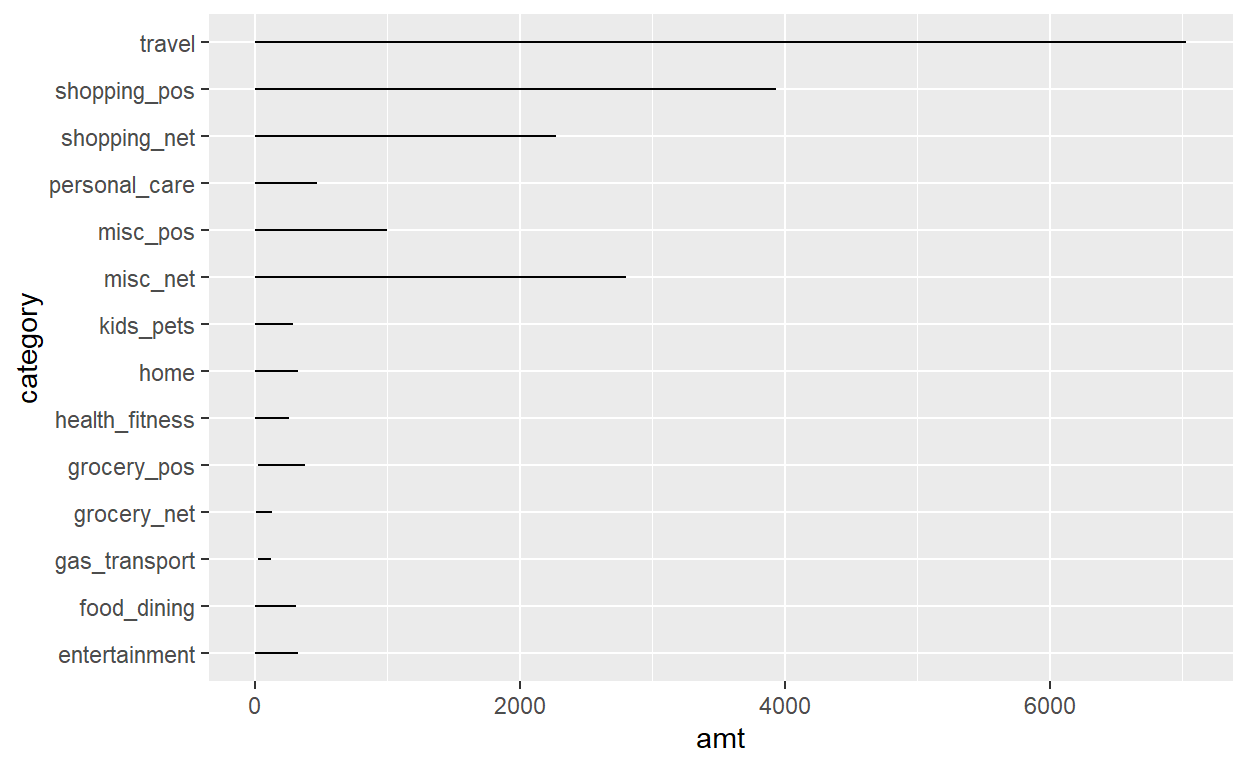 travel
shopping_pos
shopping_net
personal_care
misc_pos
misc_net
kids_pets
home
health_fitness
grocery_pos
grocery_net
gas_transport
food_dining
entertainment
category
0 2000 4000 6000
amt